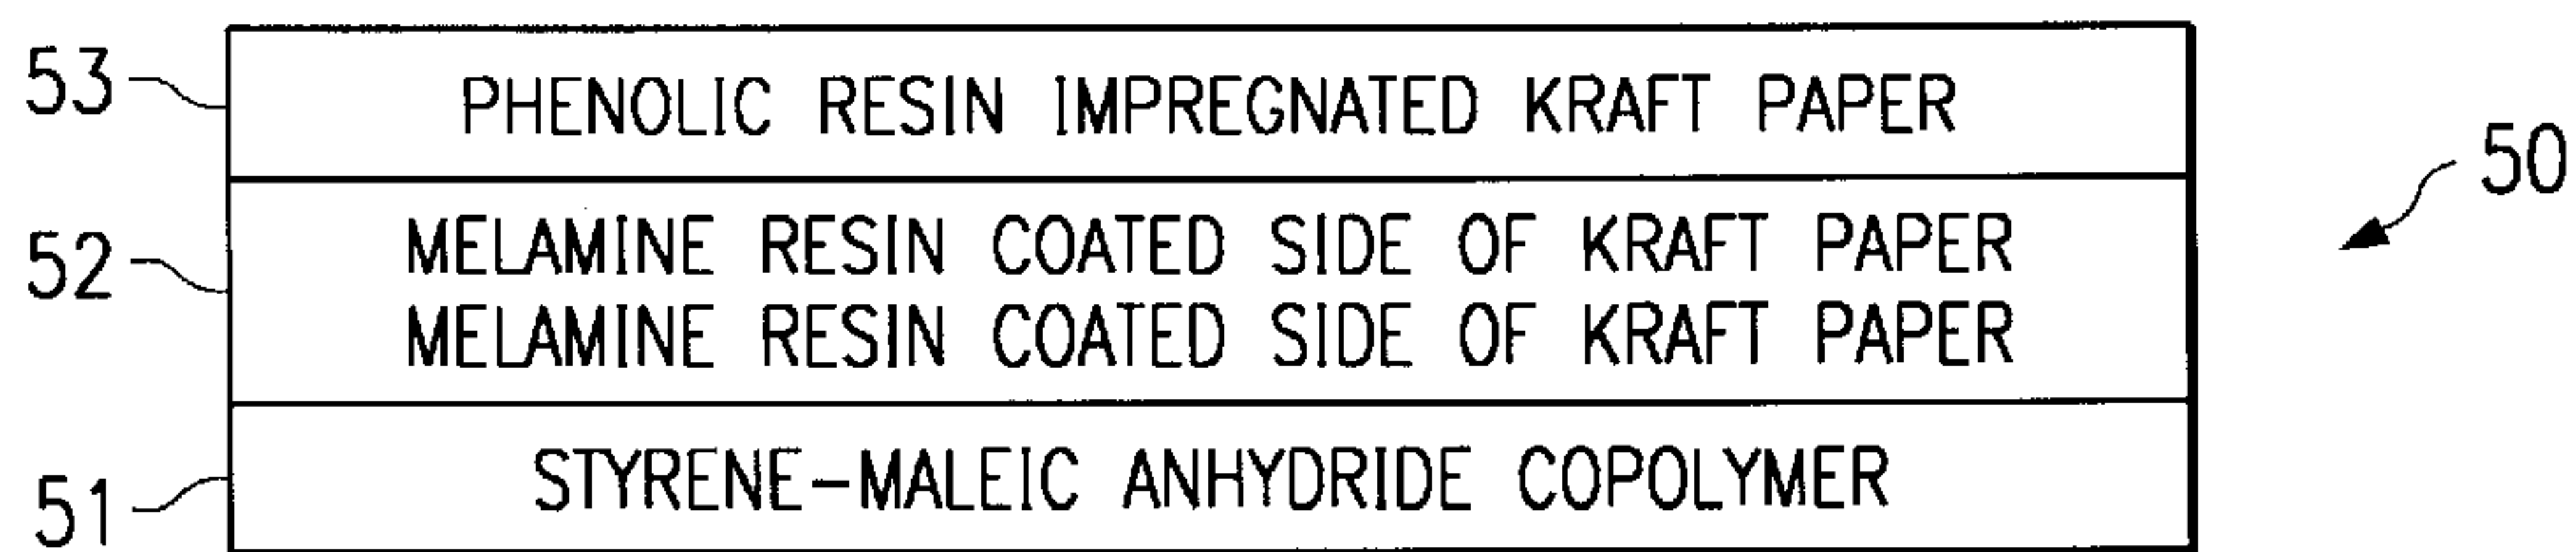 53 PHENOLIC RESIN IMPREGNATED KRAFT PAPER
50
52 MELAMINE RESIN COATED SIDE OF KRAFT PAPER
MELAMINE RESIN COATED SIDE OF KRAFT PAPER
51 STYRENE-MALEIC ANHYDRIDE COPOLYMER